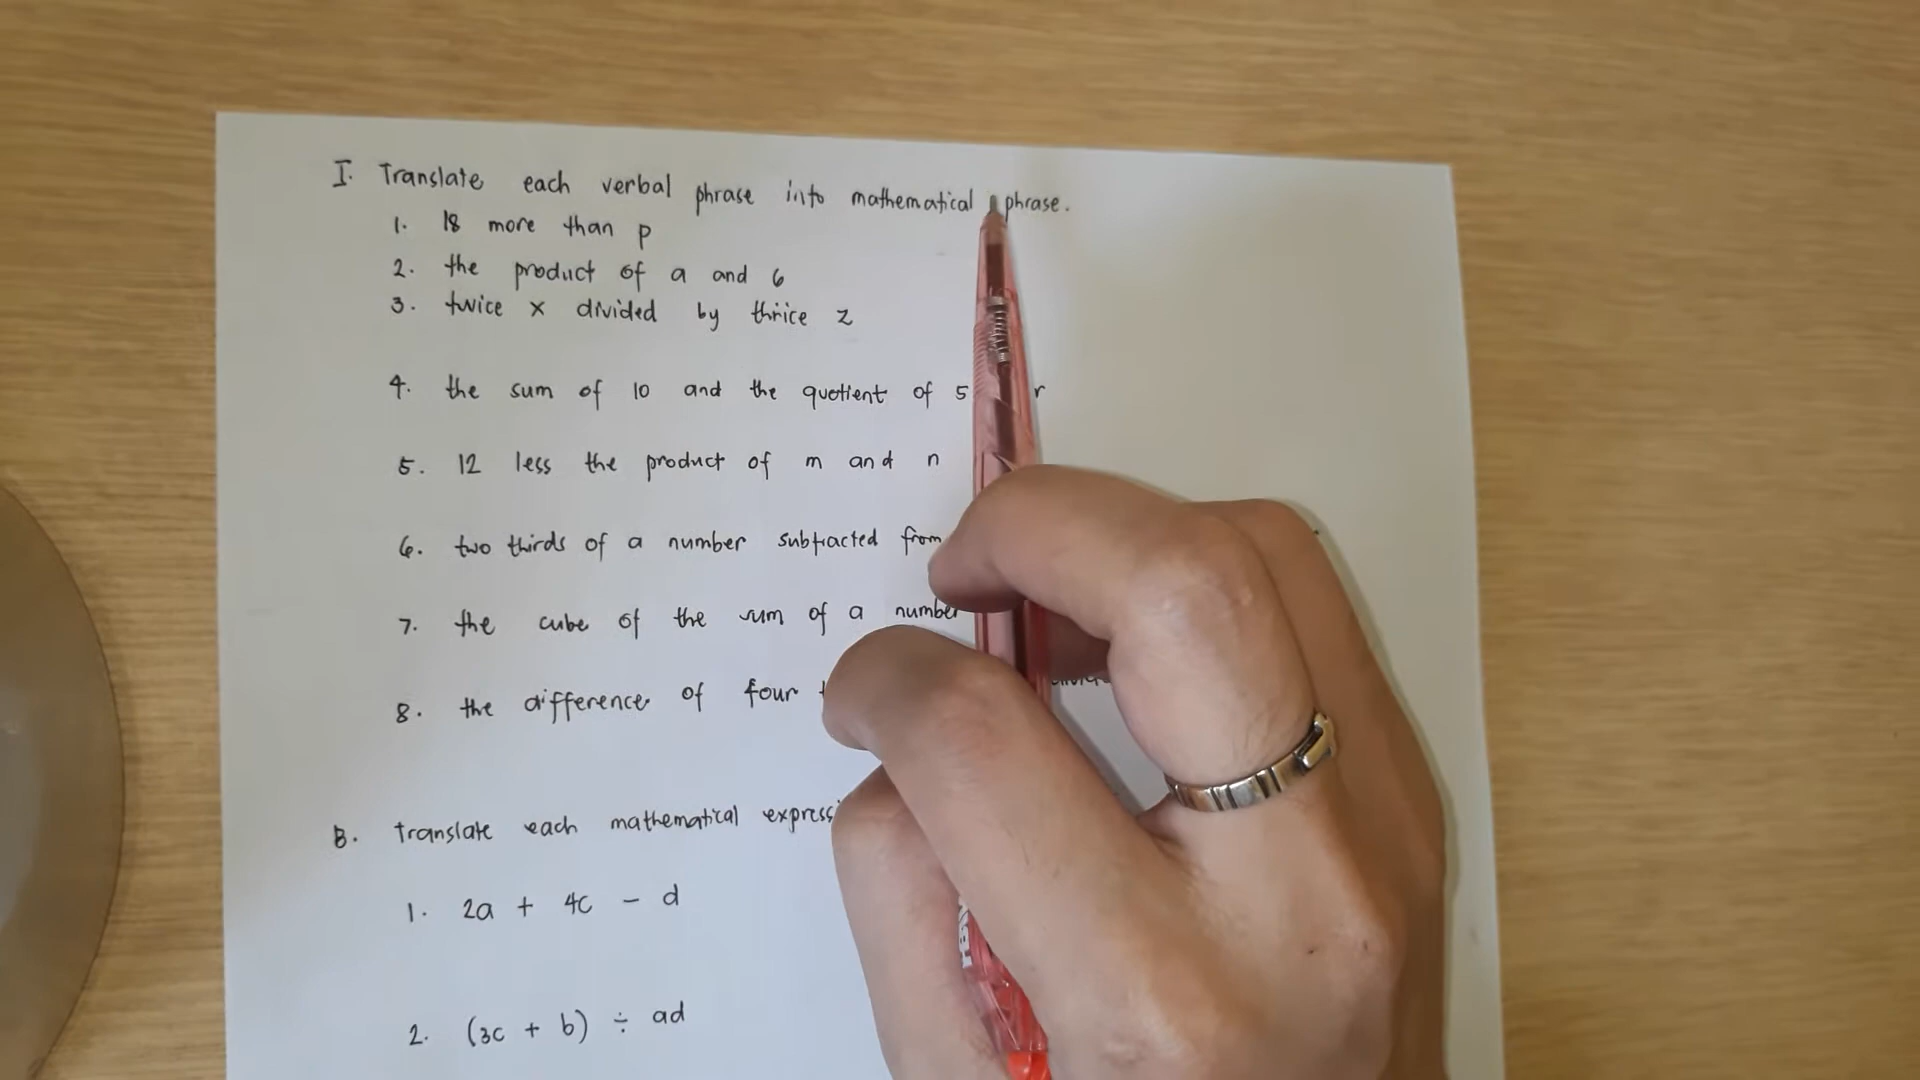 I. Translate each verbal phrase into mathematical phrase.
1. 18 more than p
2. the product of a and 6
3. twice x divided by thrice z
4. the sum of 10 and the quotient of 5 r
5. 12 less the product of m and n
6. two thirds of a number subtracted from
7. the cube of the sum of a number
8. the difference of four
B. Translate each mathematical
1. 2a + 4c - d
2. (3c + b) ÷ ad